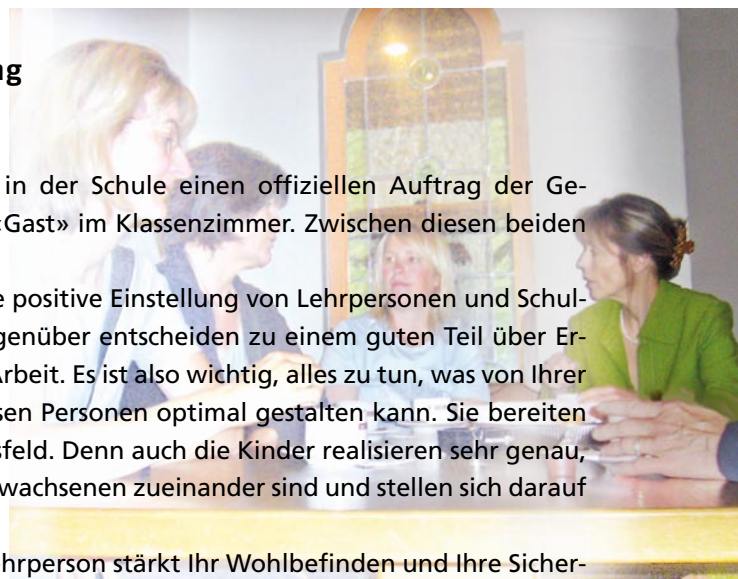 ng
in der Schule einen offiziellen Auftrag der Ge-
«Gast» im Klassenzimmer. Zwischen diesen beiden
e positive Einstellung von Lehrpersonen und Schul-
genüber entscheiden zu einem guten Teil über Er-
Arbeit. Es ist also wichtig, alles zu tun, was von Ihrer
sen Personen optimal gestalten kann. Sie bereiten
sfeld. Denn auch die Kinder realisieren sehr genau,
wachsenen zueinander sind und stellen sich darauf
ehrperson stärkt Ihr Wohlbefinden und Ihre Sicher-